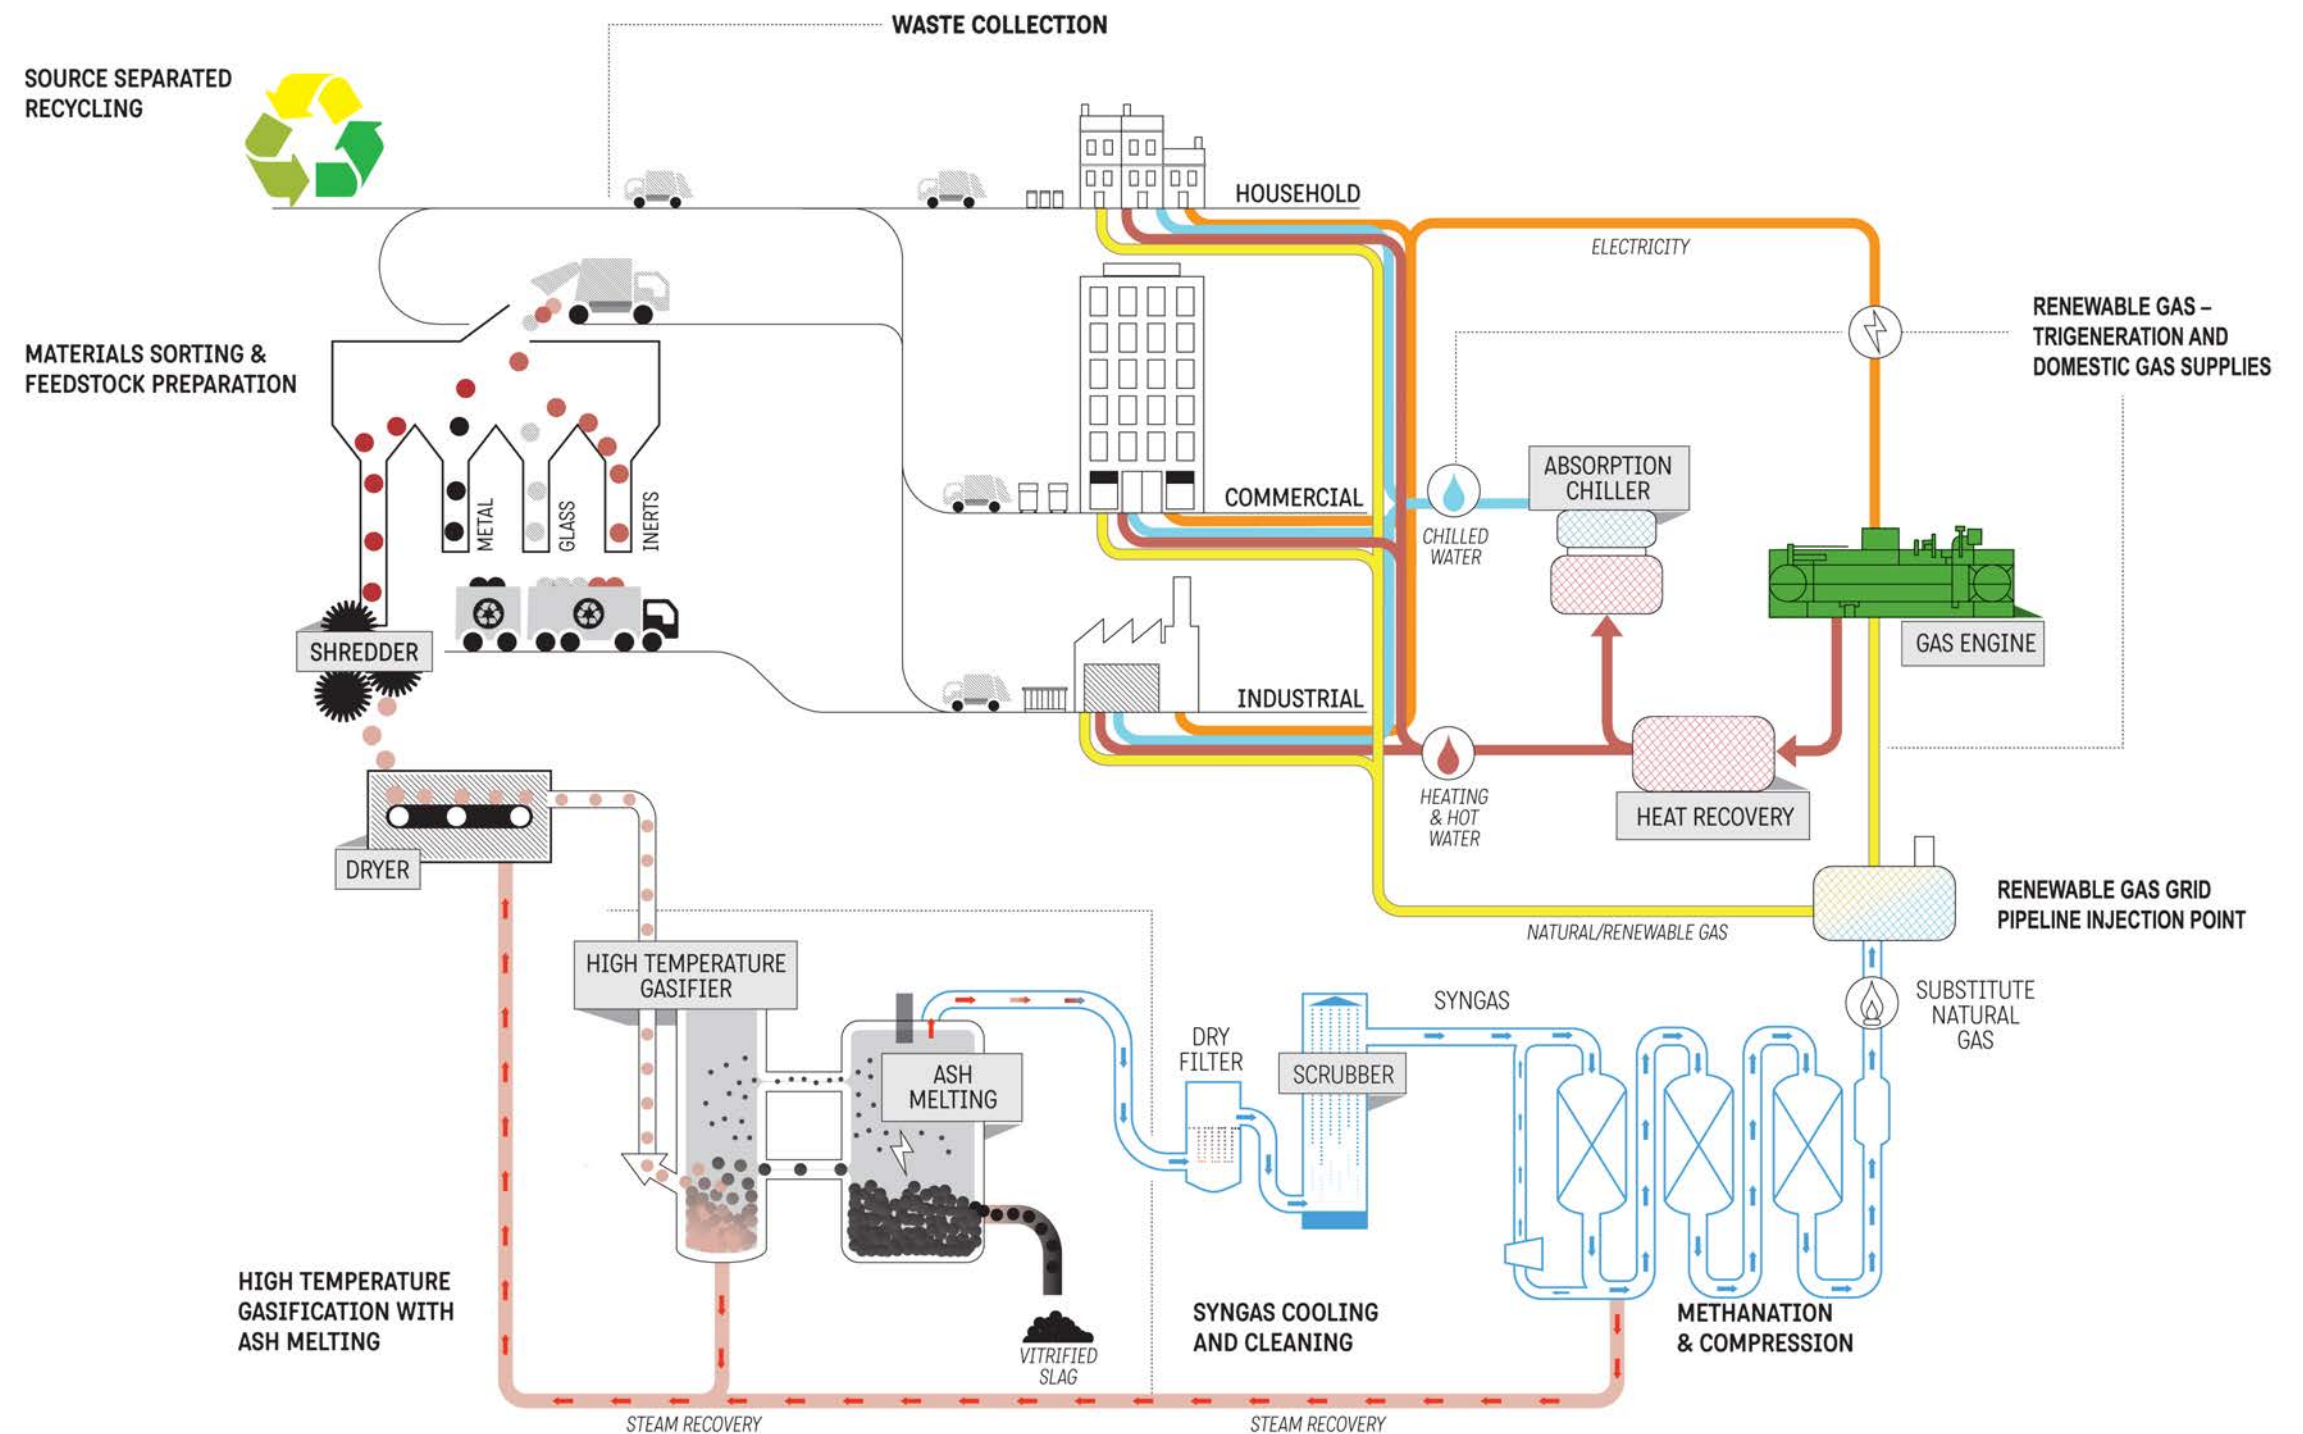 WASTE COLLECTION
SOURCE SEPARATED
RECYCLING
HOUSEHOLD
ELECTRICITY
RENEWABLE GAS –
TRIGENERATION AND
DOMESTIC GAS SUPPLIES
MATERIALS SORTING &
FEEDSTOCK PREPARATION
METAL
GLASS
INERTS
COMMERCIAL
CHILLED
WATER
ABSORPTION
CHILLER
GAS ENGINE
SHREDDER
INDUSTRIAL
HEATING
& HOT
WATER
HEAT RECOVERY
DRYER
NATURAL/RENEWABLE GAS
RENEWABLE GAS GRID
PIPELINE INJECTION POINT
HIGH TEMPERATURE
GASIFIER
ASH
MELTING
DRY
FILTER
SCRUBBER
SYNGAS
SUBSTITUTE
NATURAL
GAS
HIGH TEMPERATURE
GASIFICATION WITH
ASH MELTING
VITRIFIED
SLAG
SYNGAS COOLING
AND CLEANING
METHANATION
& COMPRESSION
STEAM RECOVERY
STEAM RECOVERY